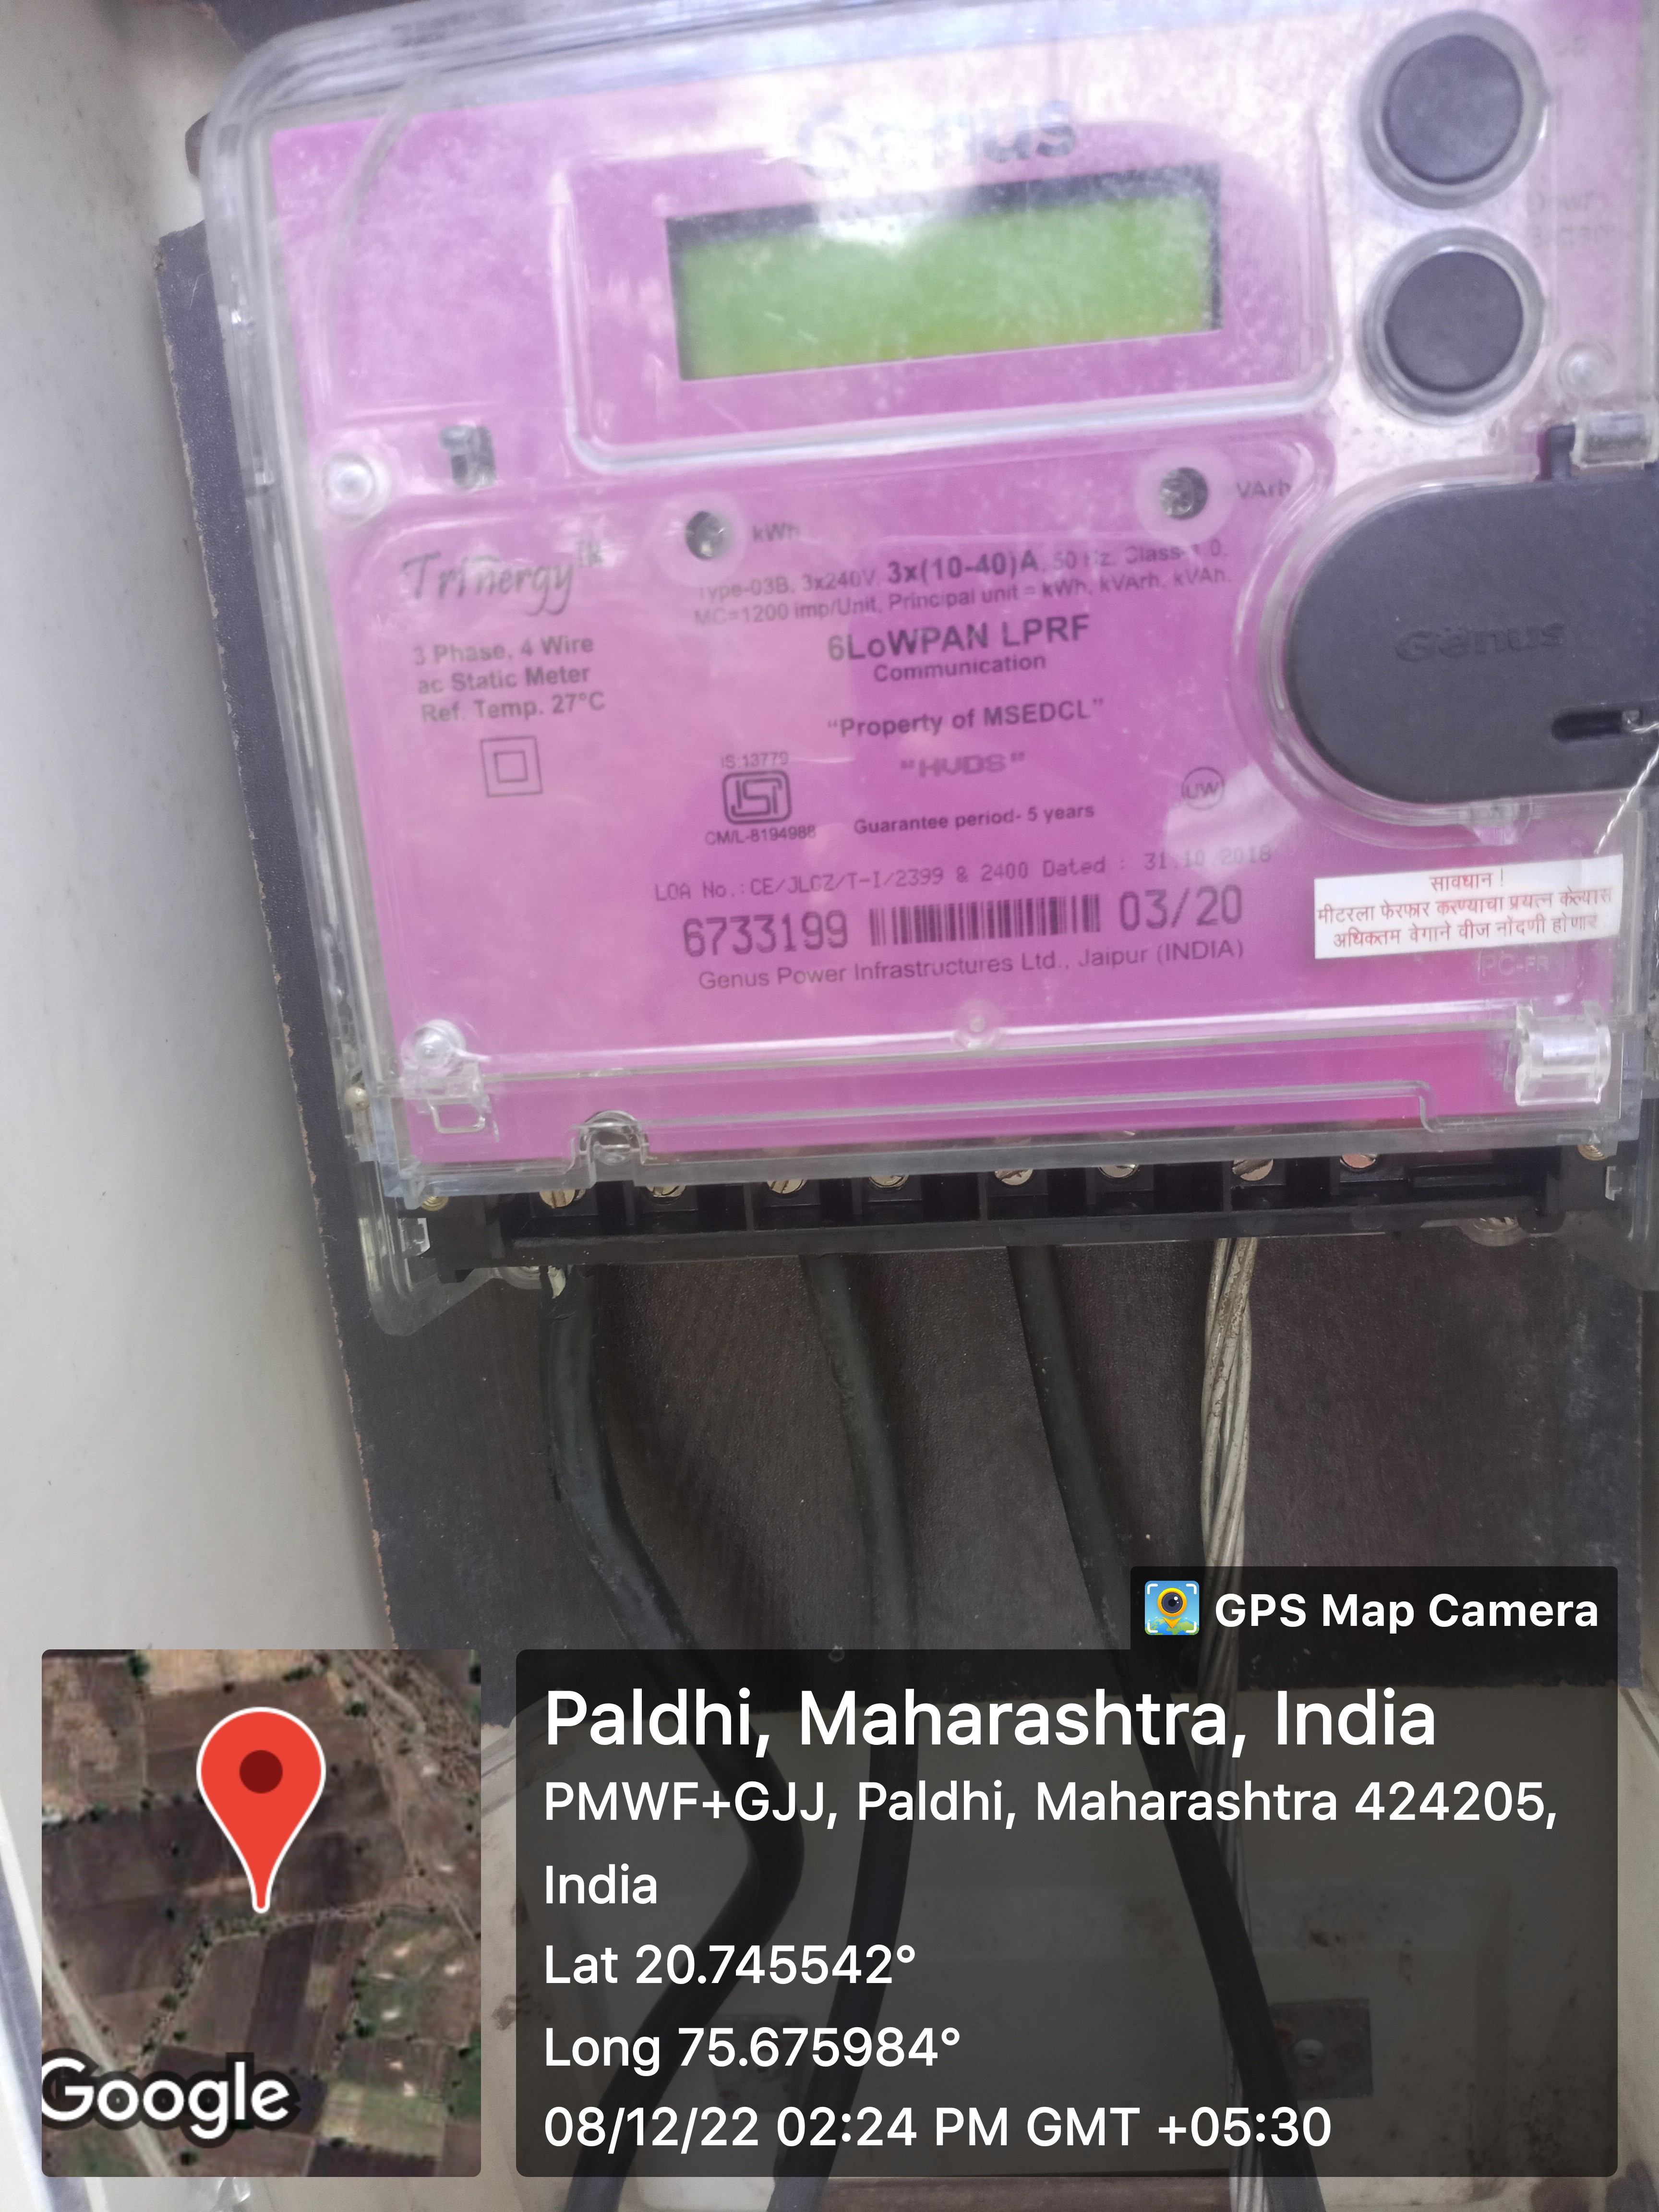 Genus
kWh
VArh
TriNergy™
Type-03B, 3x240V, 3x(10-40)A, 50 Hz. Class-1.0.
MC=1200 imp/Unit, Principal unit = kWh, kVArh, kVAh.
3 Phase, 4 Wire
ac Static Meter
Ref. Temp. 27°C
6LoWPAN LPRF
Communication
Genus
"Property of MSEDCL"
"HVDS"
IS:13779
ISI
CM/L-8194988
UW
Guarantee period- 5 years
LOA No.:CE/JLGZ/T-I/2399 & 2400 Dated : 31.10.2018
6733199 03/20
Genus Power Infrastructures Ltd., Jaipur (INDIA)
सावधान !
मीटरला फेरफार करण्याचा प्रयत्न केल्यास
अधिकतम वेगाने वीज नोंदणी होणार
PC-FR
GPS Map Camera
Paldhi, Maharashtra, India
PMWF+GJJ, Paldhi, Maharashtra 424205,
India
Lat 20.745542°
Long 75.675984°
08/12/22 02:24 PM GMT +05:30
Google